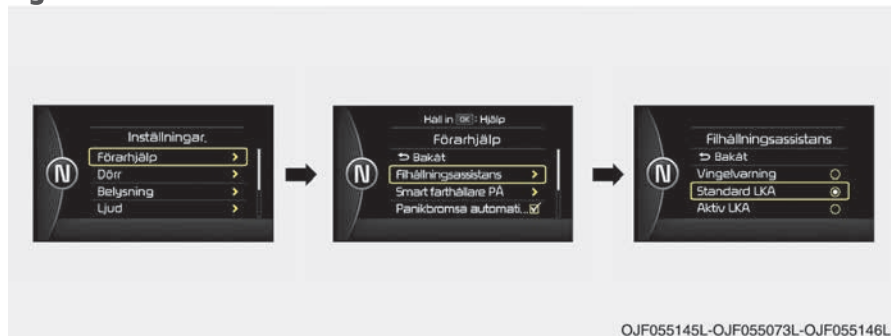 Inställningar.
Förarhjälp >
Dörr >
Belysning >
Ljud >
N
Håll in OK : Hjälp
Förarhjälp
Bakåt
Filhållningsassistans >
Smart farthållare PÅ >
Panikbromsa automati...
N
Filhållningsassistans
Bakåt
Vingelvarning
Standard LKA
Aktiv LKA
N
OJF055145L-OJF055073L-OJF055146L